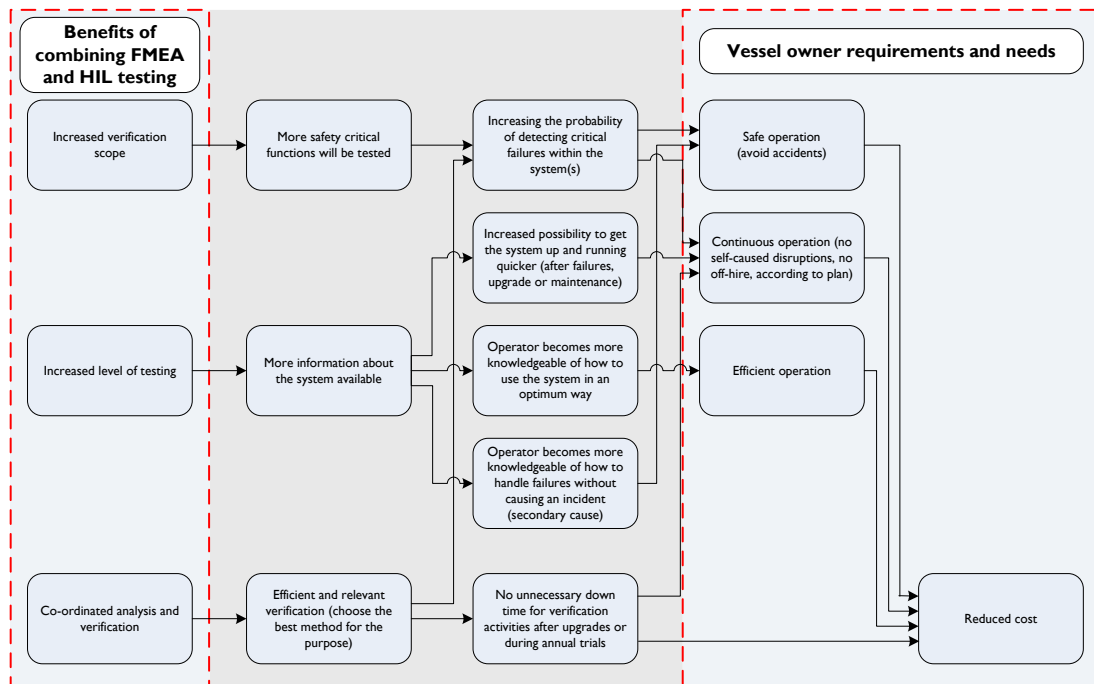 Benefits of
combining FMEA
and HIL testing
Vessel owner requirements and needs
Increased verification
scope
More safety critical
functions will be tested
Increasing the probability
of detecting critical
failures within the
system(s)
Safe operation
(avoid accidents)
Increased possibility to get
the system up and running
quicker (after failures,
upgrade or maintenance)
Continuous operation (no
self-caused disruptions, no
off-hire, according to plan)
Increased level of testing
More information about
the system available
Operator becomes more
knowledgeable of how to
use the system in an
optimum way
Efficient operation
Operator becomes more
knowledgeable of how to
handle failures without
causing an incident
(secondary cause)
Co-ordinated analysis and
verification
Efficient and relevant
verification (choose the
best method for the
purpose)
No unnecessary down
time for verification
activities after upgrades or
during annual trials
Reduced cost